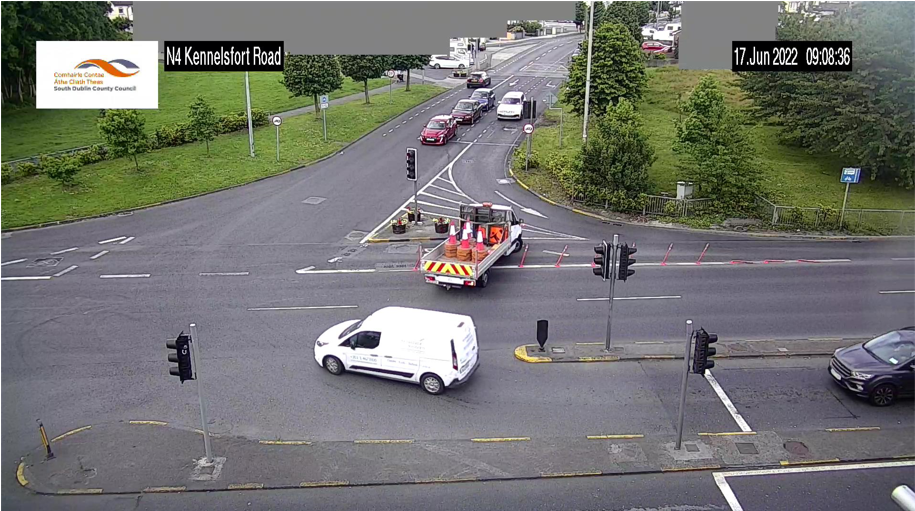 N4 Kennelsfort Road
17.Jun 2022 09:08:36
Comhairle Contae
Átha Cliath Theas
South Dublin County Council